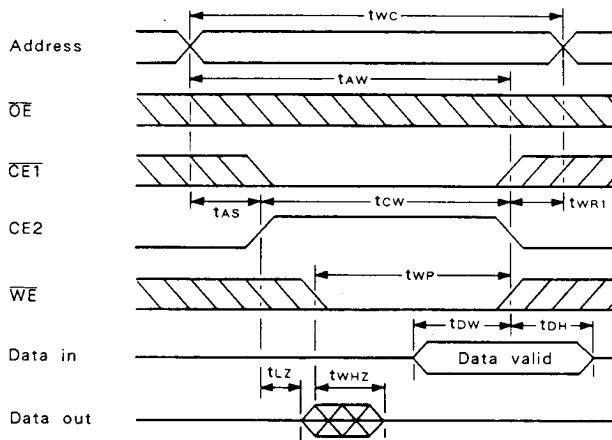 tWC
Address
tAW
OE
CE1
tAS
tCW
tWR1
CE2
tWP
WE
tDW
tDH
Data in
Data valid
tLZ
tWHZ
Data out